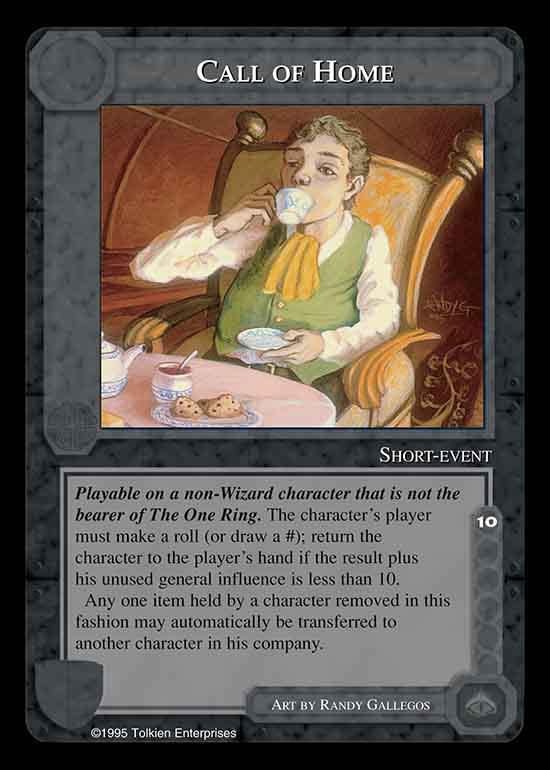 Call of Home
RANDYG
Short-event
Playable on a non-Wizard character that is not the
bearer of The One Ring. The character's player
must make a roll (or draw a #); return the
character to the player's hand if the result plus
his unused general influence is less than 10.
Any one item held by a character removed in this
fashion may automatically be transferred to
another character in his company.
10
Art by Randy Gallegos
©1995 Tolkien Enterprises